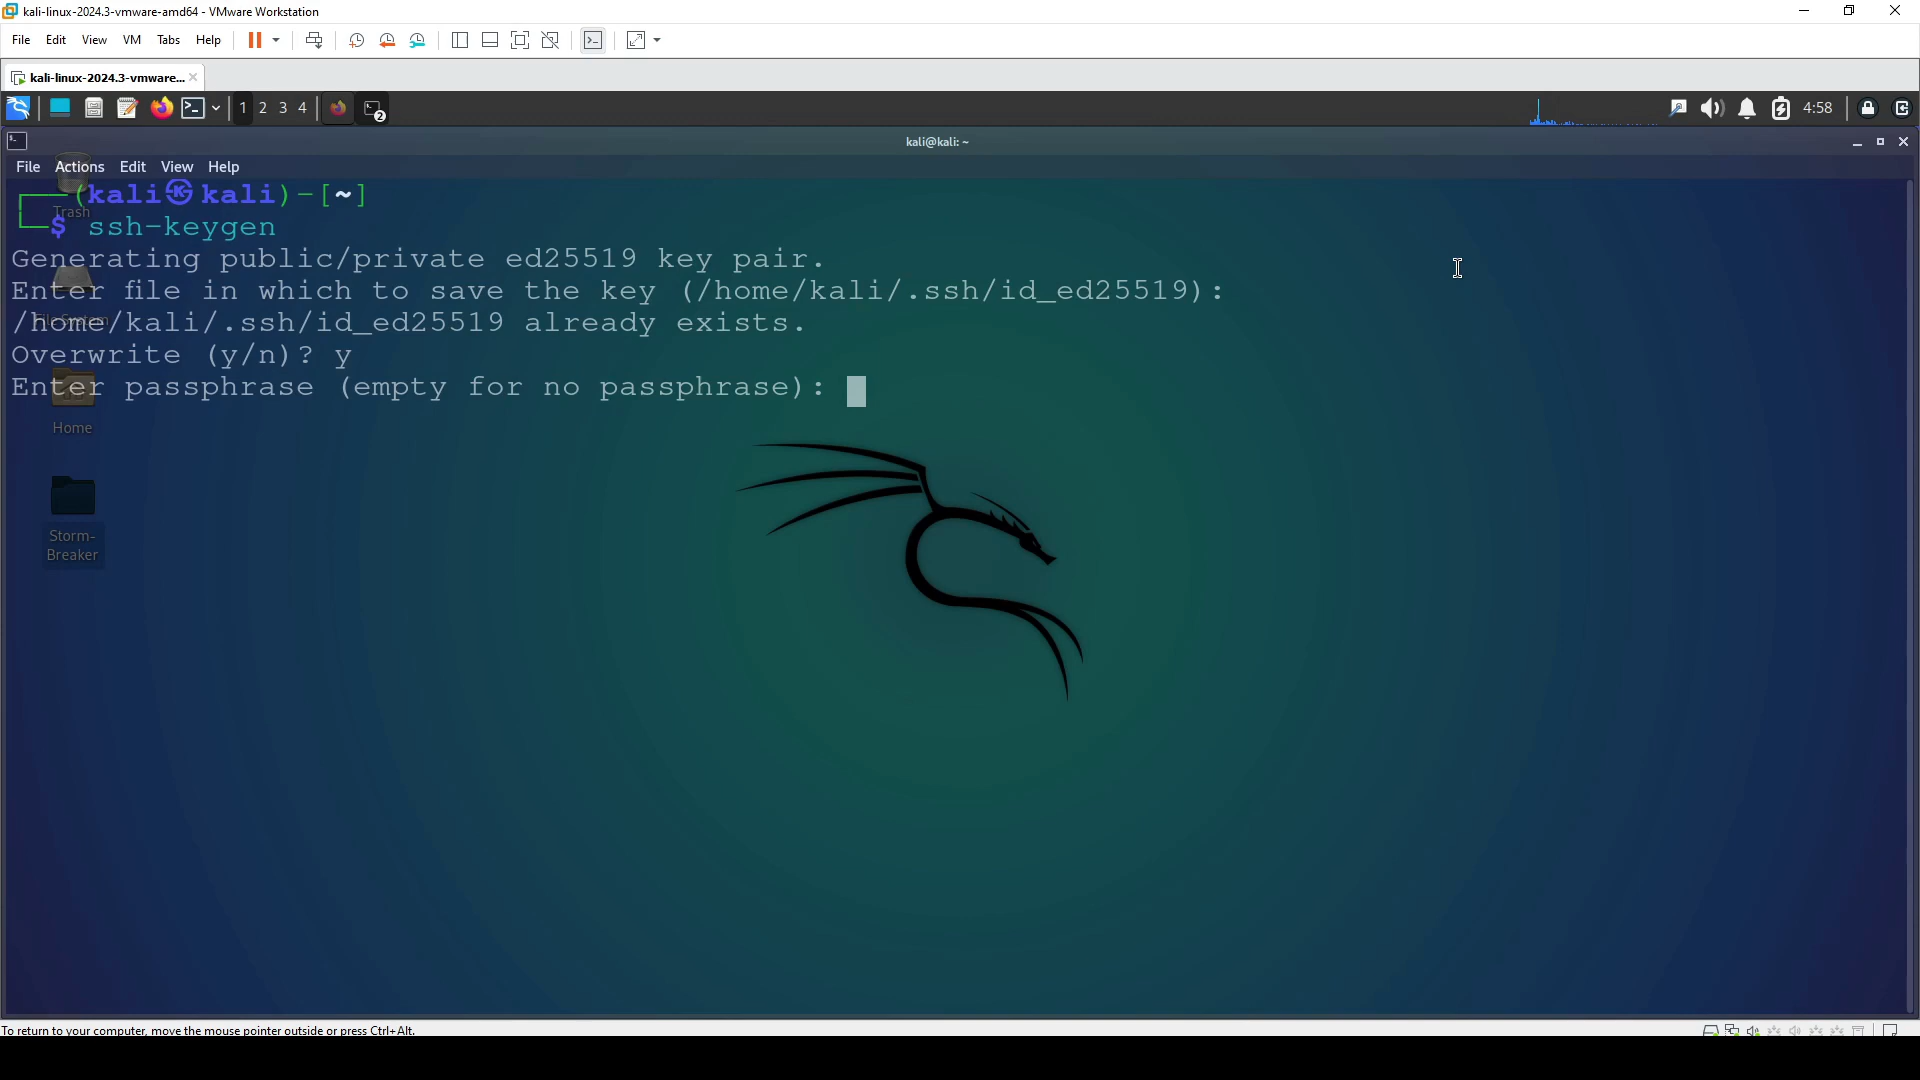 kali-linux-2024.3-vmware-amd64 - VMware Workstation
File Edit View VM Tabs Help
kali-linux-2024.3-vmware...
1 2 3 4 2 4:58
kali@kali: ~
File Actions Edit View Help
┌──(kali㉿kali)-[~]
└─$ ssh-keygen
Generating public/private ed25519 key pair.
Enter file in which to save the key (/home/kali/.ssh/id_ed25519):
/home/kali/.ssh/id_ed25519 already exists.
Overwrite (y/n)? y
Enter passphrase (empty for no passphrase):
Trash
File System
Home
Storm-
Breaker
To return to your computer, move the mouse pointer outside or press Ctrl+Alt.